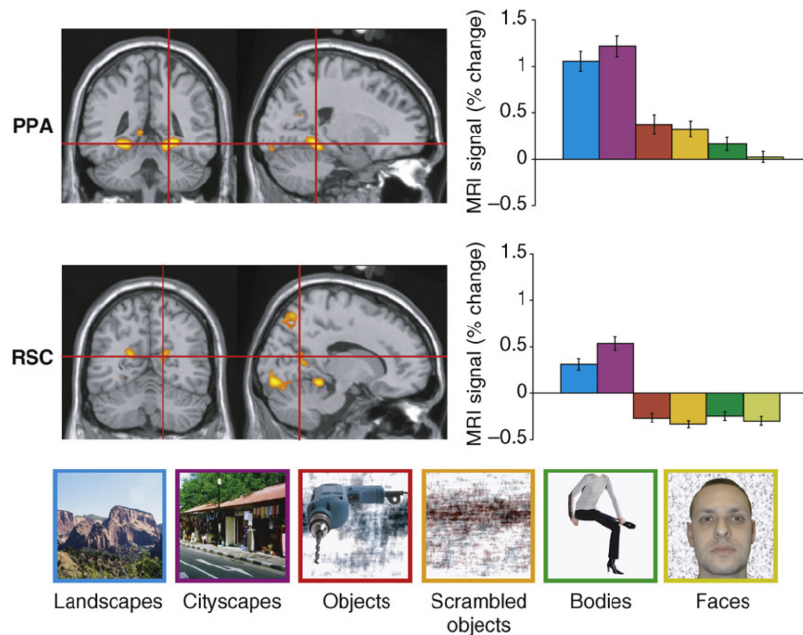 PPA
MRI signal (% change)
1.5
1
0.5
0
−0.5
RSC
MRI signal (% change)
1.5
0.5
0
−0.5
Landscapes
Cityscapes
Objects
Scrambled
objects
Bodies
Faces